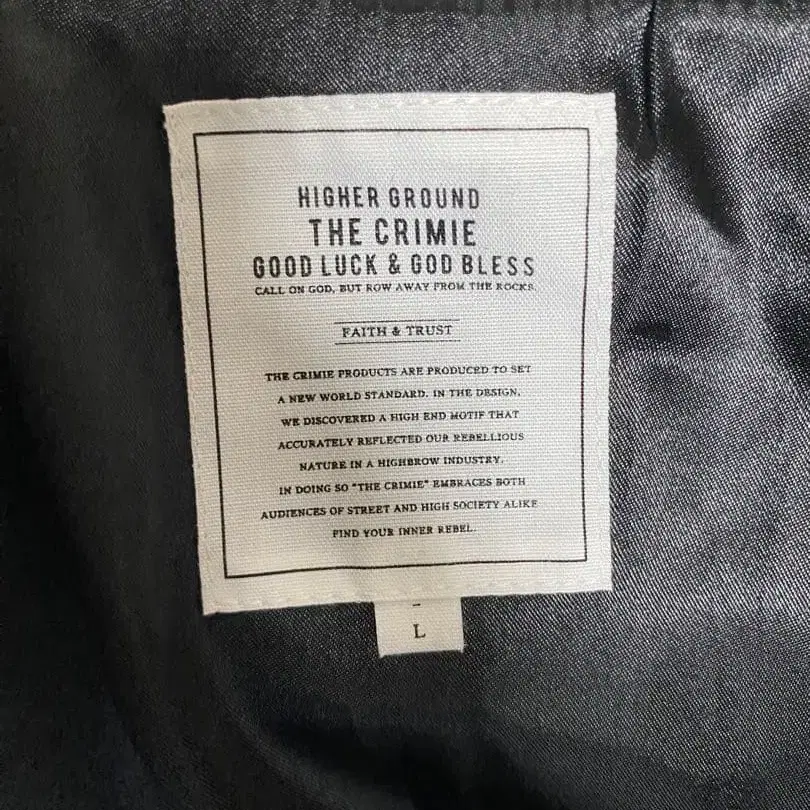 HIGHER GROUND
THE CRIMIE
GOOD LUCK & GOD BLESS
CALL ON GOD, BUT ROW AWAY FROM THE ROCKS.
FAITH & TRUST
THE CRIMIE PRODUCTS ARE PRODUCED TO SET
A NEW WORLD STANDARD. IN THE DESIGN,
WE DISCOVERED A HIGH END MOTIF THAT
ACCURATELY REFLECTED OUR REBELLIOUS
NATURE IN A HIGHBROW INDUSTRY.
IN DOING SO "THE CRIMIE" EMBRACES BOTH
AUDIENCES OF STREET AND HIGH SOCIETY ALIKE
FIND YOUR INNER REBEL.
L